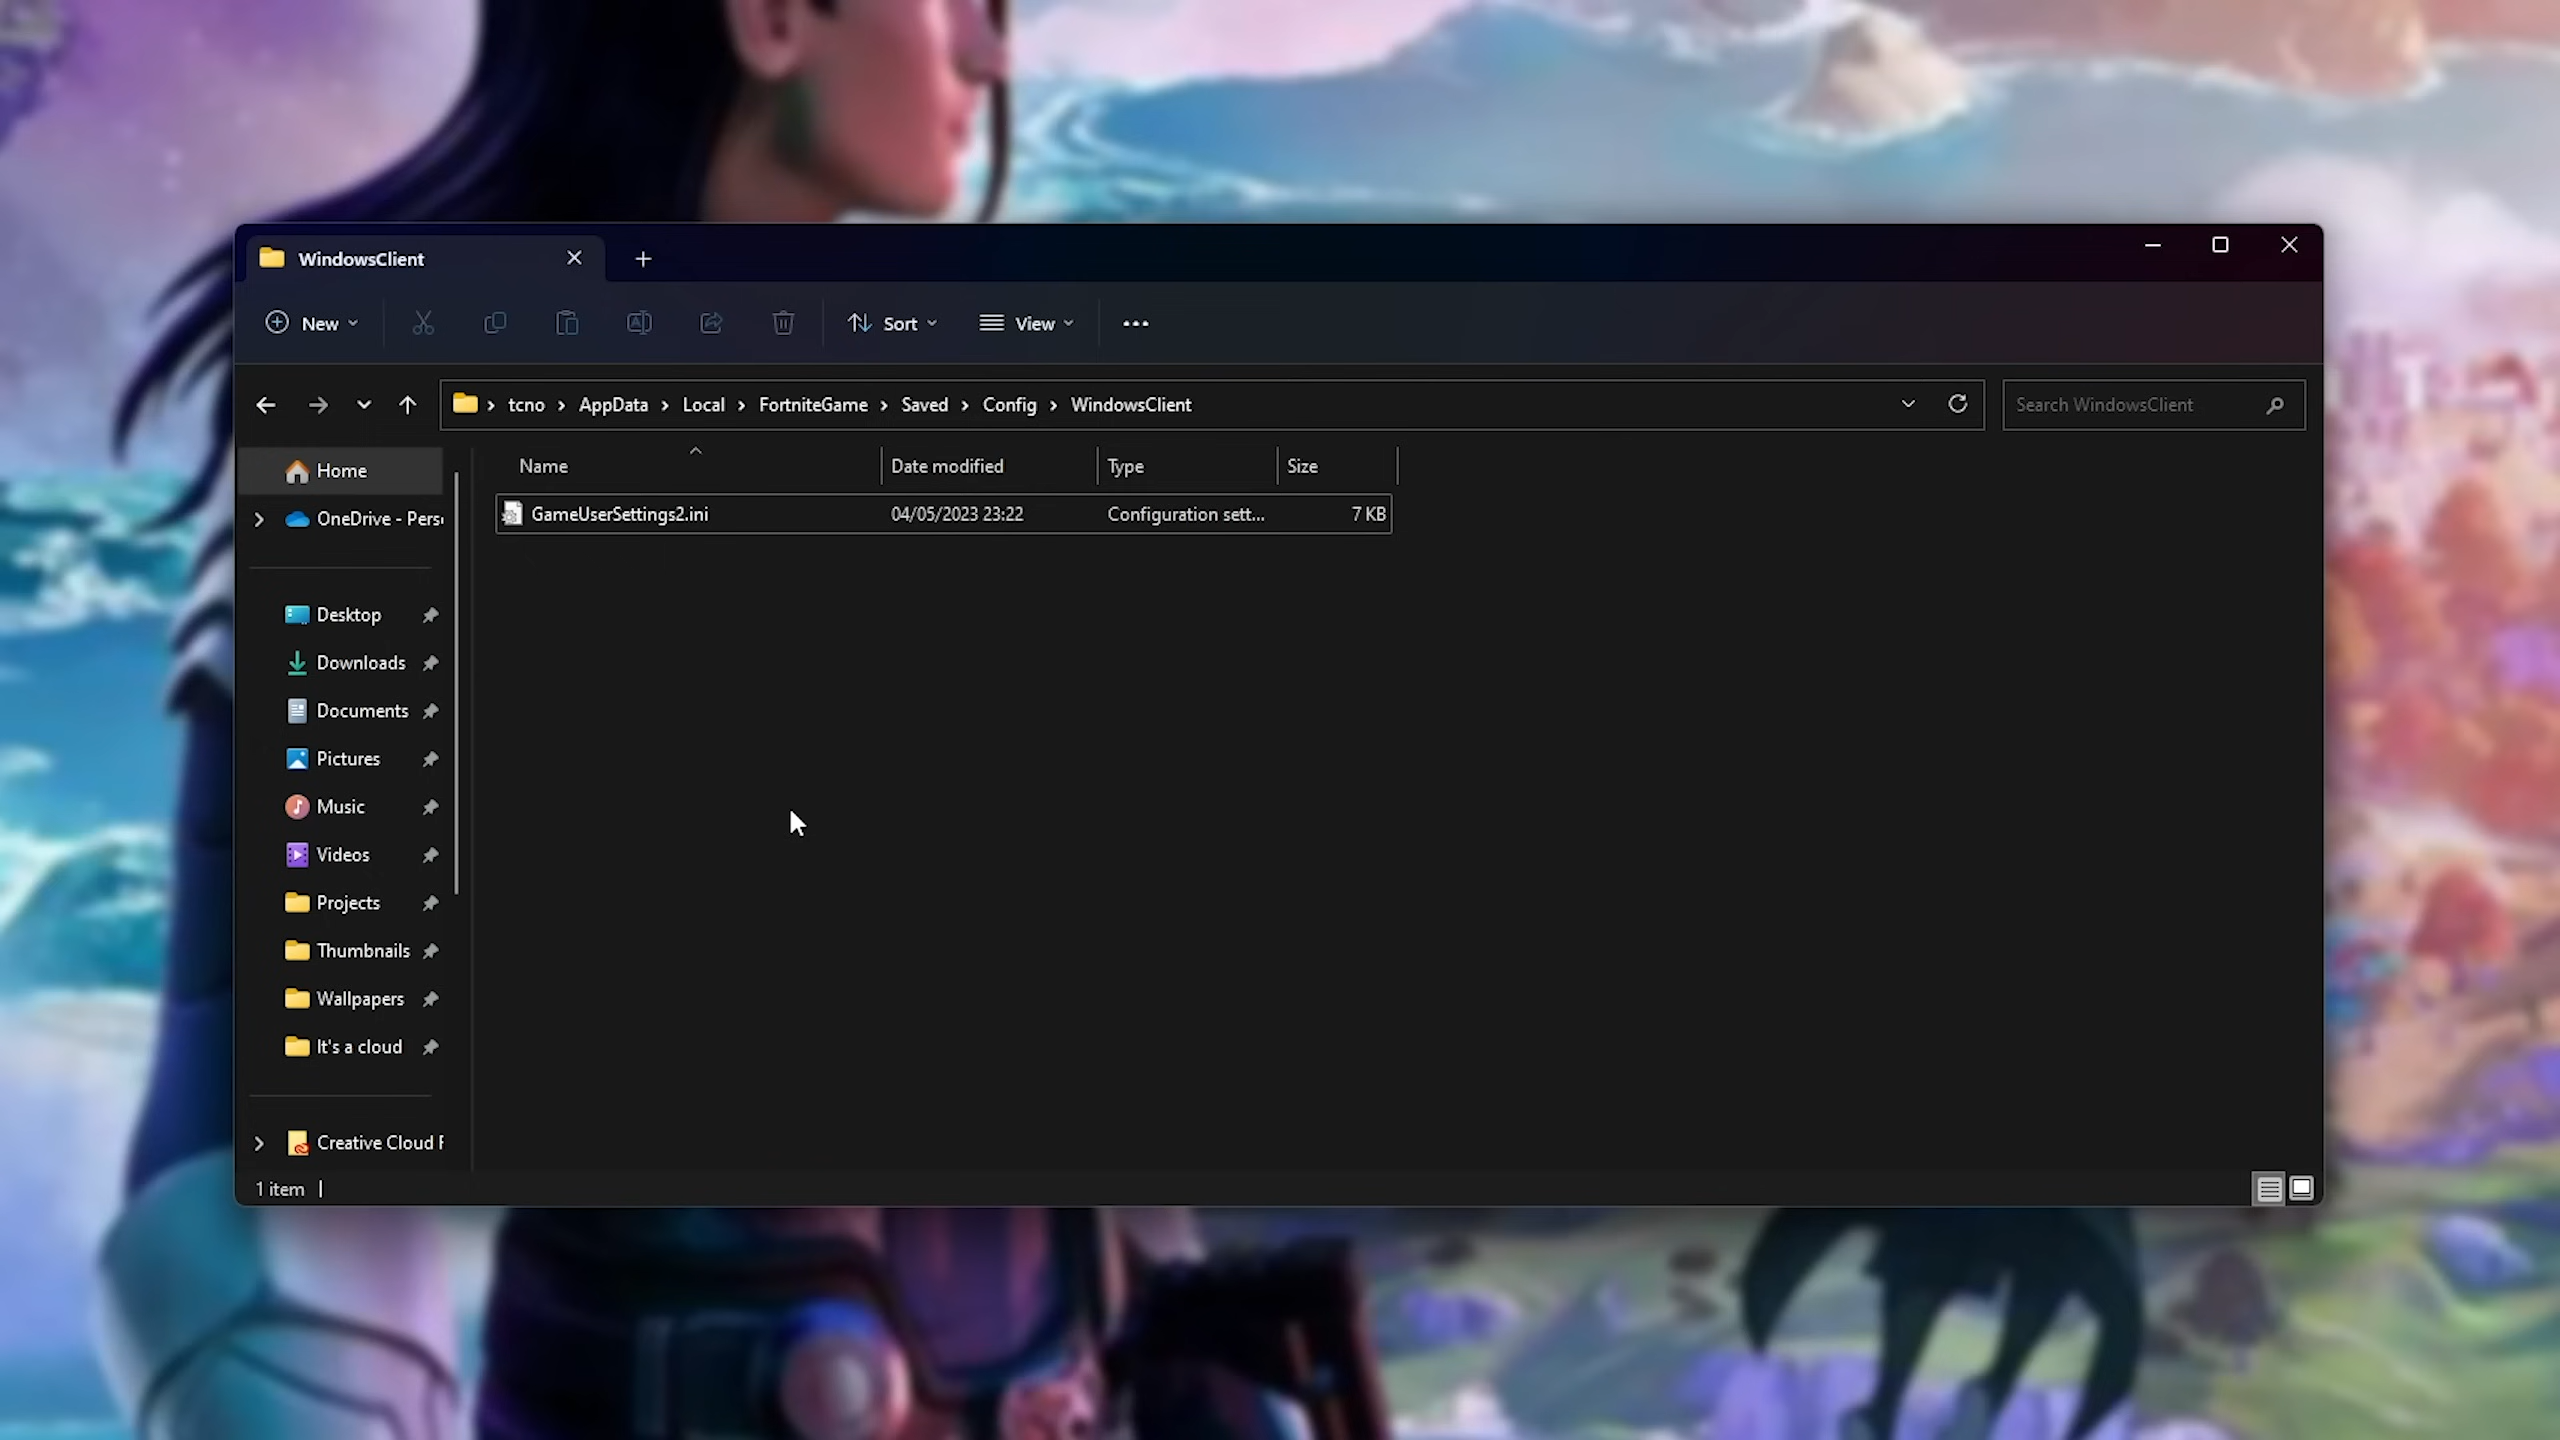 WindowsClient
New
Sort
View
tcno > AppData > Local > FortniteGame > Saved > Config > WindowsClient
Search WindowsClient
Home
OneDrive - Pers
Desktop
Downloads
Documents
Pictures
Music
Videos
Projects
Thumbnails
Wallpapers
It's a cloud
Creative Cloud F
Name Date modified Type Size
GameUserSettings2.ini 04/05/2023 23:22 Configuration sett... 7 KB
1 item